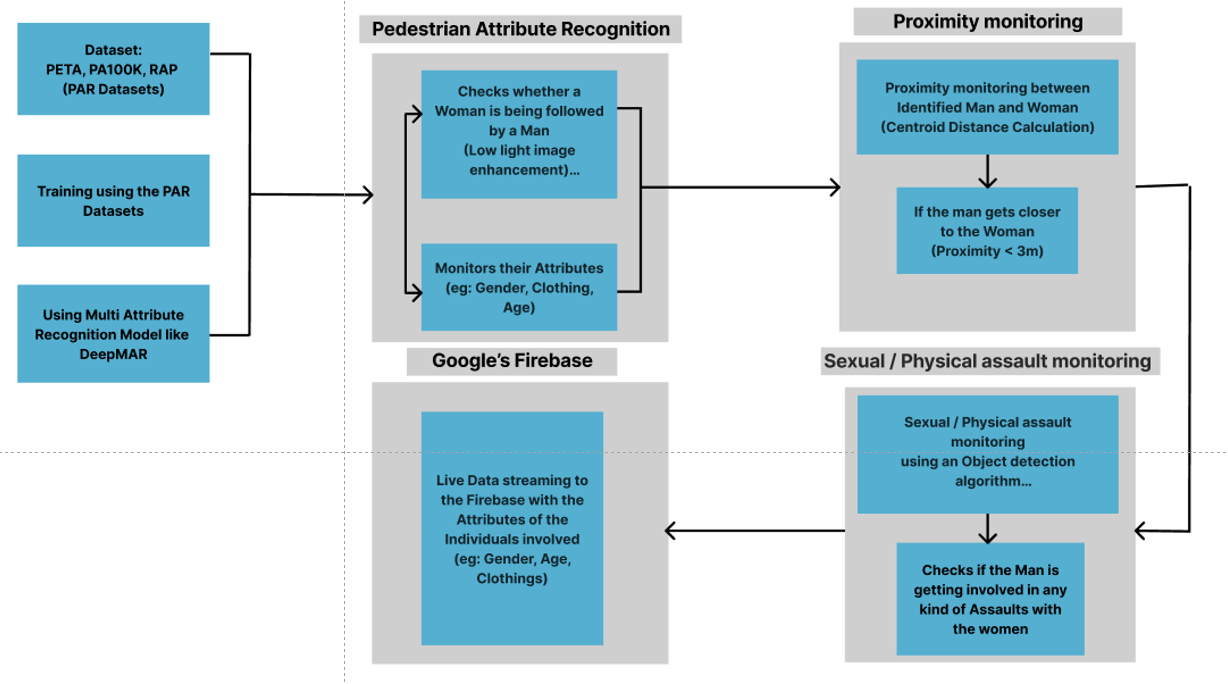 Dataset:
PETA, PA100K, RAP
(PAR Datasets)
Training using the PAR
Datasets
Using Multi Attribute
Recognition Model like
DeepMAR
Pedestrian Attribute Recognition
Checks whether a
Woman is being followed
by a Man
(Low light image
enhancement)...
Monitors their Attributes
(eg: Gender, Clothing,
Age)
Proximity monitoring
Proximity monitoring between
Identified Man and Woman
(Centroid Distance Calculation)
If the man gets closer
to the Woman
(Proximity < 3m)
Sexual / Physical assault monitoring
Sexual / Physical assault
monitoring
using an Object detection
algorithm...
Checks if the Man is
getting involved in any
kind of Assaults with
the women
Google's Firebase
Live Data streaming to
the Firebase with the
Attributes of the
Individuals involved
(eg: Gender, Age,
Clothings)